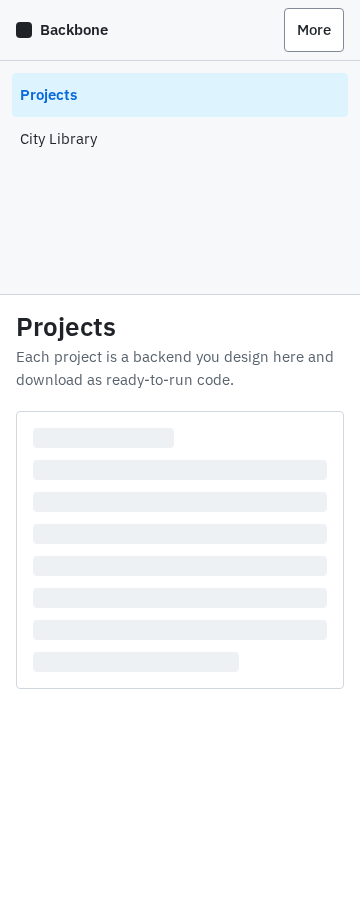 Backbone
More
Projects
City Library
Projects
Each project is a backend you design here and
download as ready-to-run code.